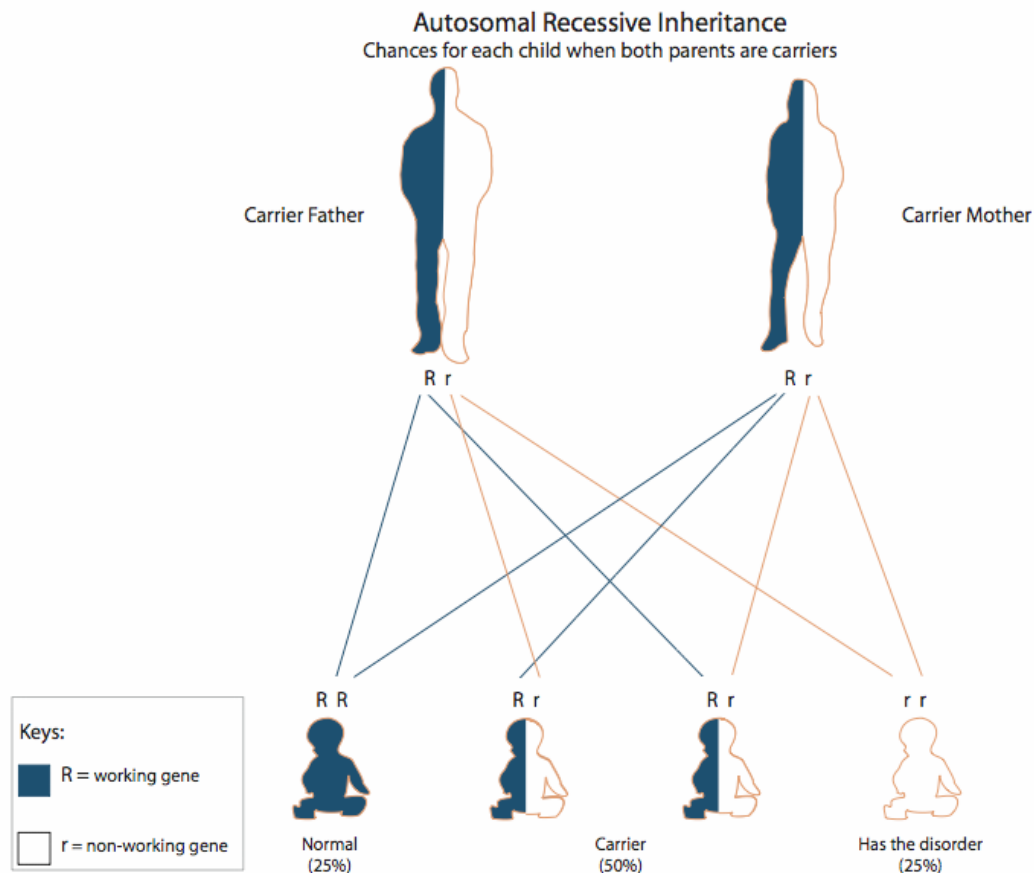 Autosomal Recessive Inheritance
Chances for each child when both parents are carriers
Carrier Father
Carrier Mother
R r
R r
R R
R r
R r
r r
Keys:
R = working gene
r = non-working gene
Normal
(25%)
Carrier
(50%)
Has the disorder
(25%)